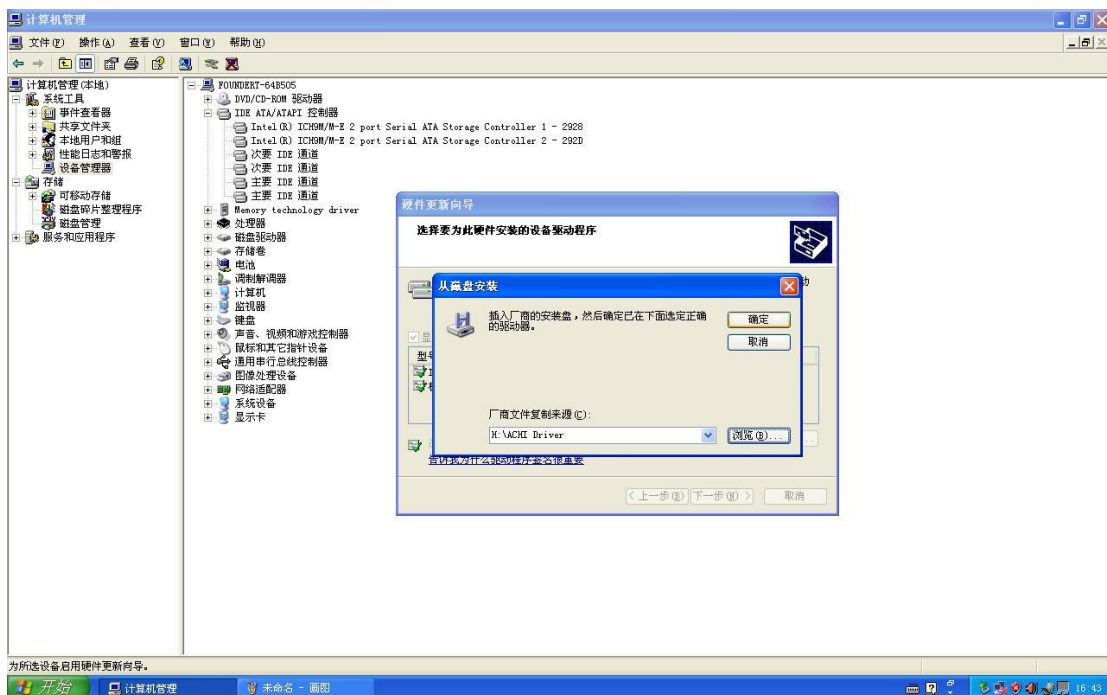 计算机管理
文件(F) 操作(A) 查看(V) 窗口(W) 帮助(H)
计算机管理(本地)
系统工具
事件查看器
共享文件夹
本地用户和组
性能日志和警报
设备管理器
存储
可移动存储
磁盘碎片整理程序
磁盘管理
服务和应用程序
FOUNDERT-64B505
DVD/CD-ROM 驱动器
IDE ATA/ATAPI 控制器
Intel(R) ICH9M/M-E 2 port Serial ATA Storage Controller 1 - 2928
Intel(R) ICH9M/M-E 2 port Serial ATA Storage Controller 2 - 292D
次要 IDE 通道
次要 IDE 通道
主要 IDE 通道
主要 IDE 通道
Memory technology driver
处理器
磁盘驱动器
存储卷
电池
调制解调器
计算机
监视器
键盘
声音、视频和游戏控制器
鼠标和其它指针设备
通用串行总线控制器
图像处理设备
网络适配器
系统设备
显示卡
硬件更新向导
选择要为此硬件安装的设备驱动程序
从磁盘安装
插入厂商的安装盘，然后确定已在下面选定正确
的驱动器。
确定
取消
厂商文件复制来源(C):
H:\ACHI Driver
浏览(B)...
告诉我为什么驱动程序签名很重要
< 上一步(B) 下一步(N) > 取消
为所选设备启用硬件更新向导。
开始 计算机管理 未命名 - 画图 16:43